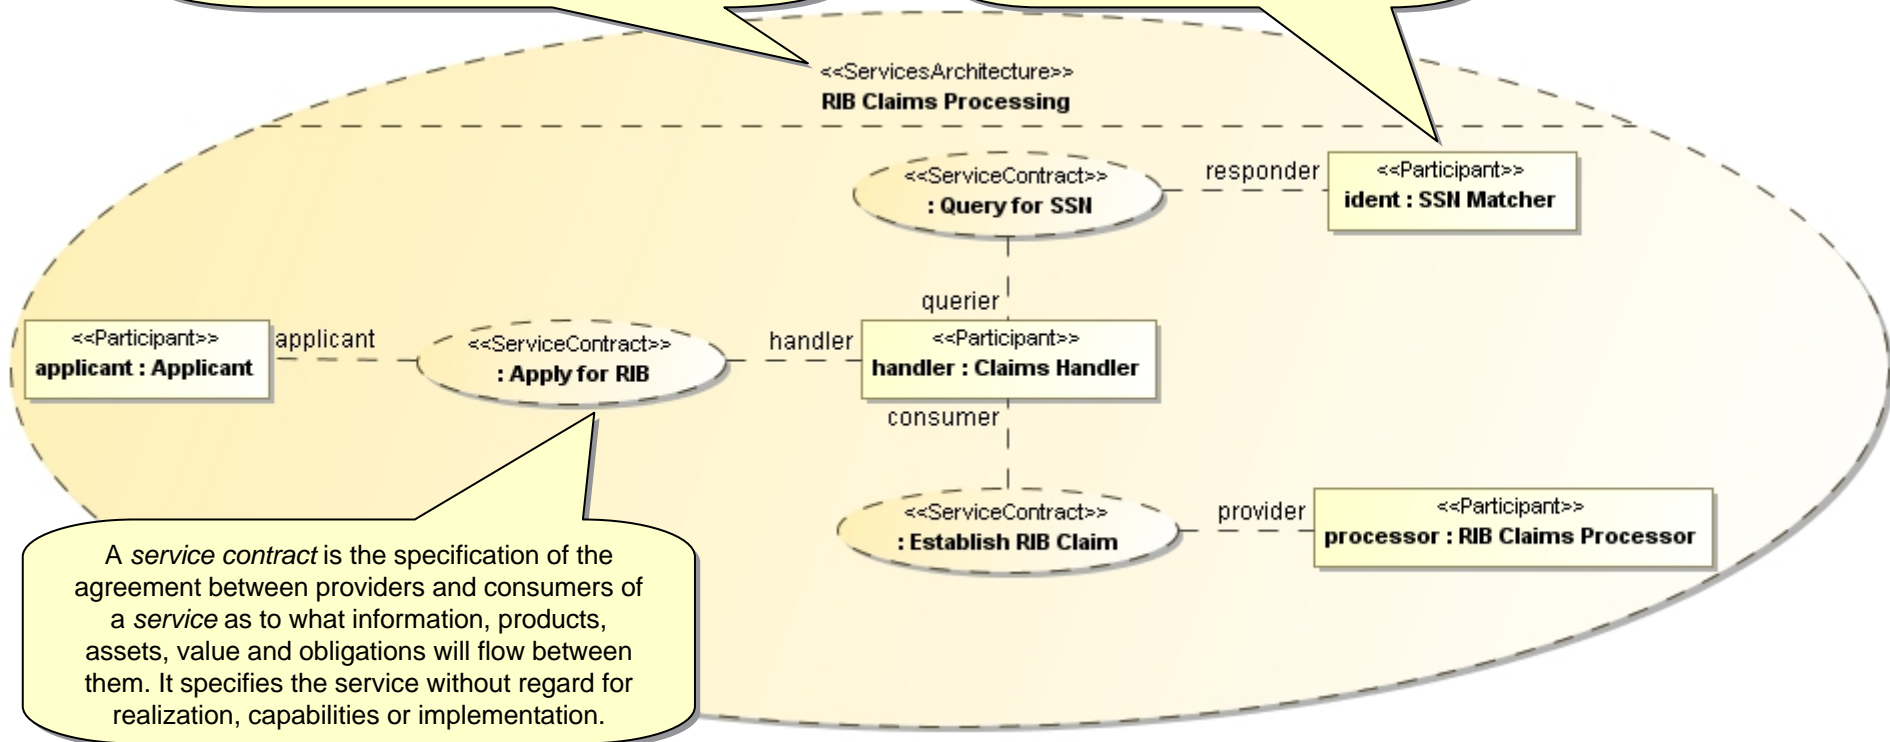 <<ServicesArchitecture>>
RIB Claims Processing
<<ServiceContract>>
: Query for SSN
responder
<<Participant>>
ident : SSN Matcher
querier
<<Participant>>
applicant : Applicant
applicant
<<ServiceContract>>
: Apply for RIB
handler
<<Participant>>
handler : Claims Handler
consumer
<<ServiceContract>>
: Establish RIB Claim
provider
<<Participant>>
processor : RIB Claims Processor
A service contract is the specification of the
agreement between providers and consumers of
a service as to what information, products,
assets, value and obligations will flow between
them. It specifies the service without regard for
realization, capabilities or implementation.